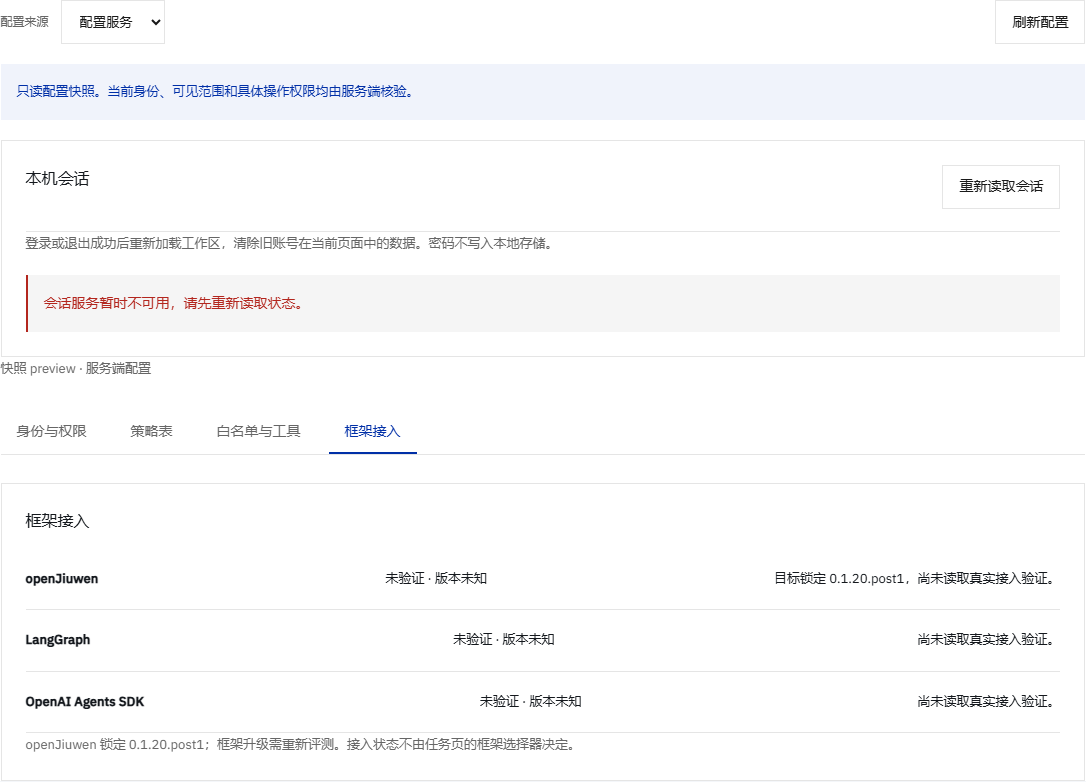 配置来源 配置服务 刷新配置
只读配置快照。当前身份、可见范围和具体操作权限均由服务端核验。
本机会话 重新读取会话
登录或退出成功后重新加载工作区，清除旧账号在当前页面中的数据。密码不写入本地存储。
会话服务暂时不可用，请先重新读取状态。
快照 preview · 服务端配置
身份与权限 策略表 白名单与工具 框架接入
框架接入
openJiuwen 未验证 · 版本未知 目标锁定 0.1.20.post1，尚未读取真实接入验证。
LangGraph 未验证 · 版本未知 尚未读取真实接入验证。
OpenAI Agents SDK 未验证 · 版本未知 尚未读取真实接入验证。
openJiuwen 锁定 0.1.20.post1；框架升级需重新评测。接入状态不由任务页的框架选择器决定。